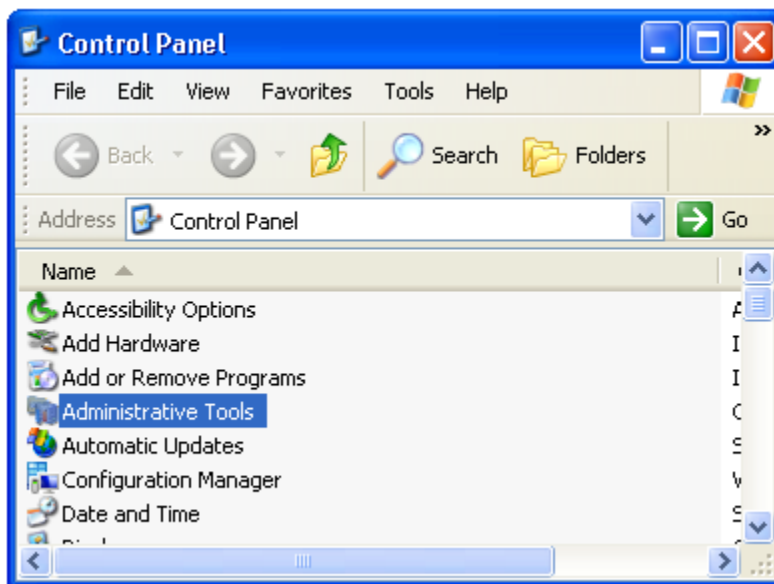 Control Panel
File Edit View Favorites Tools Help
Back Search Folders »
Address Control Panel Go
Name
Accessibility Options A
Add Hardware I
Add or Remove Programs I
Administrative Tools
Automatic Updates
Configuration Manager
Date and Time